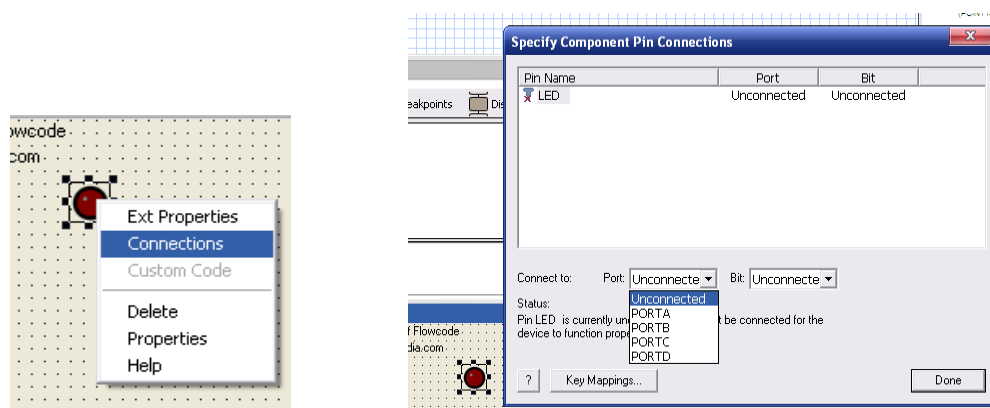 owcode
com
Ext Properties
Connections
Custom Code
Delete
Properties
Help
Specify Component Pin Connections
Pin Name Port Bit
LED Unconnected Unconnected
eakpoints Dis
Connect to: Port: Unconnecte Bit: Unconnecte
Unconnected
PORTA
PORTB
PORTC
PORTD
Status:
Pin LED is currently un t be connected for the
device to function prope
f Flowcode
dia.com
? Key Mappings... Done